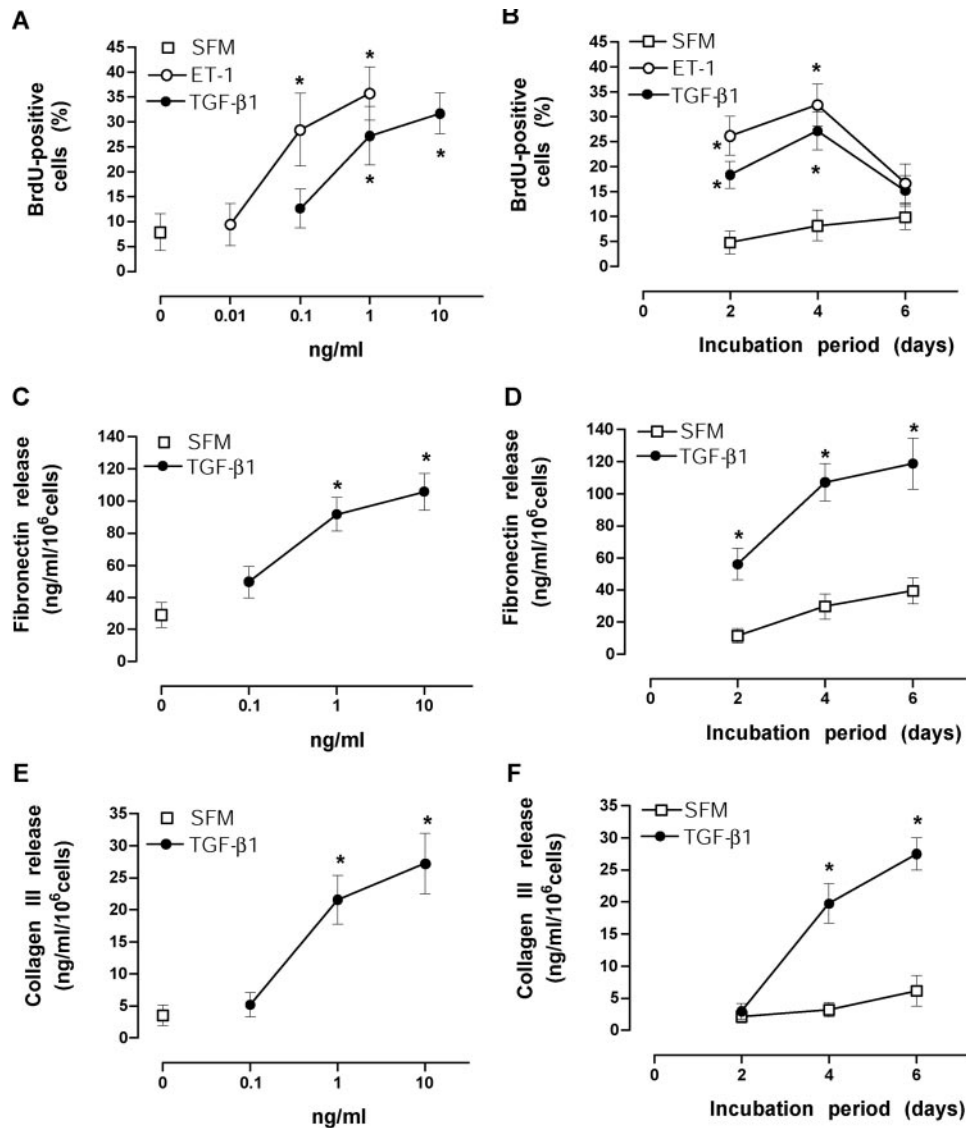 A
SFM
ET-1
TGF-β1
BrdU-positive
cells (%)
45
40
35
30
25
20
15
10
5
0
* * * *
0 0.01 0.1 1 10
ng/ml
B
SFM
ET-1
TGF-β1
BrdU-positive
cells (%)
45
40
35
30
25
20
15
10
5
0
* * * *
0 2 4 6
Incubation period (days)
C
SFM
TGF-β1
Fibronectin release
(ng/ml/10⁶cells)
140
120
100
80
60
40
20
0
* *
0 0.1 1 10
ng/ml
D
SFM
TGF-β1
Fibronectin release
(ng/ml/10⁶cells)
140
120
100
80
60
40
20
0
* * *
0 2 4 6
Incubation period (days)
E
SFM
TGF-β1
Collagen III release
(ng/ml/10⁶cells)
35
30
25
20
15
10
5
0
* *
0 0.1 1 10
ng/ml
F
SFM
TGF-β1
Collagen III release
(ng/ml/10⁶cells)
35
30
25
20
15
10
5
0
* *
0 2 4 6
Incubation period (days)